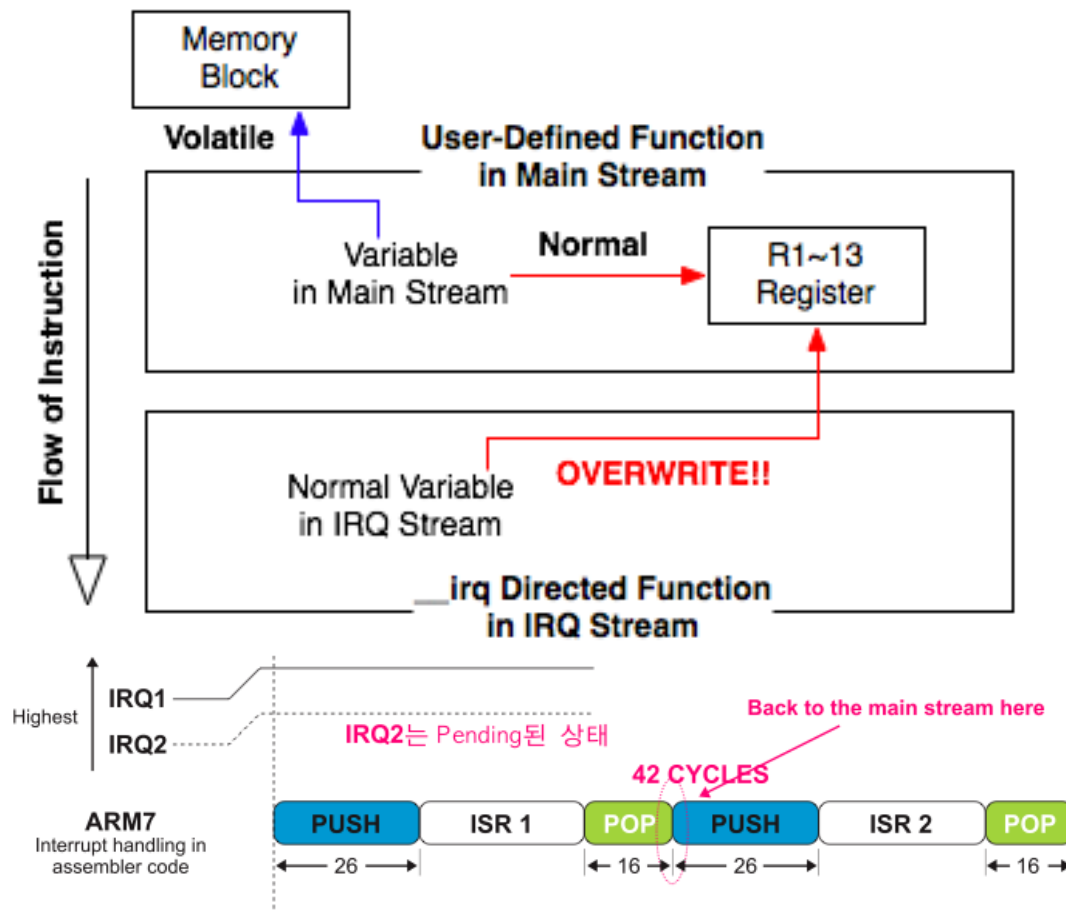 Memory
Block
Volatile
User-Defined Function
in Main Stream
Flow of Instruction
Variable
in Main Stream
Normal
R1~13
Register
Normal Variable
in IRQ Stream
OVERWRITE!!
__irq Directed Function
in IRQ Stream
Highest
IRQ1
IRQ2
IRQ2는 Pending된 상태
Back to the main stream here
42 CYCLES
ARM7
Interrupt handling in
assembler code
PUSH
ISR 1
POP
PUSH
ISR 2
POP
26
16
26
16